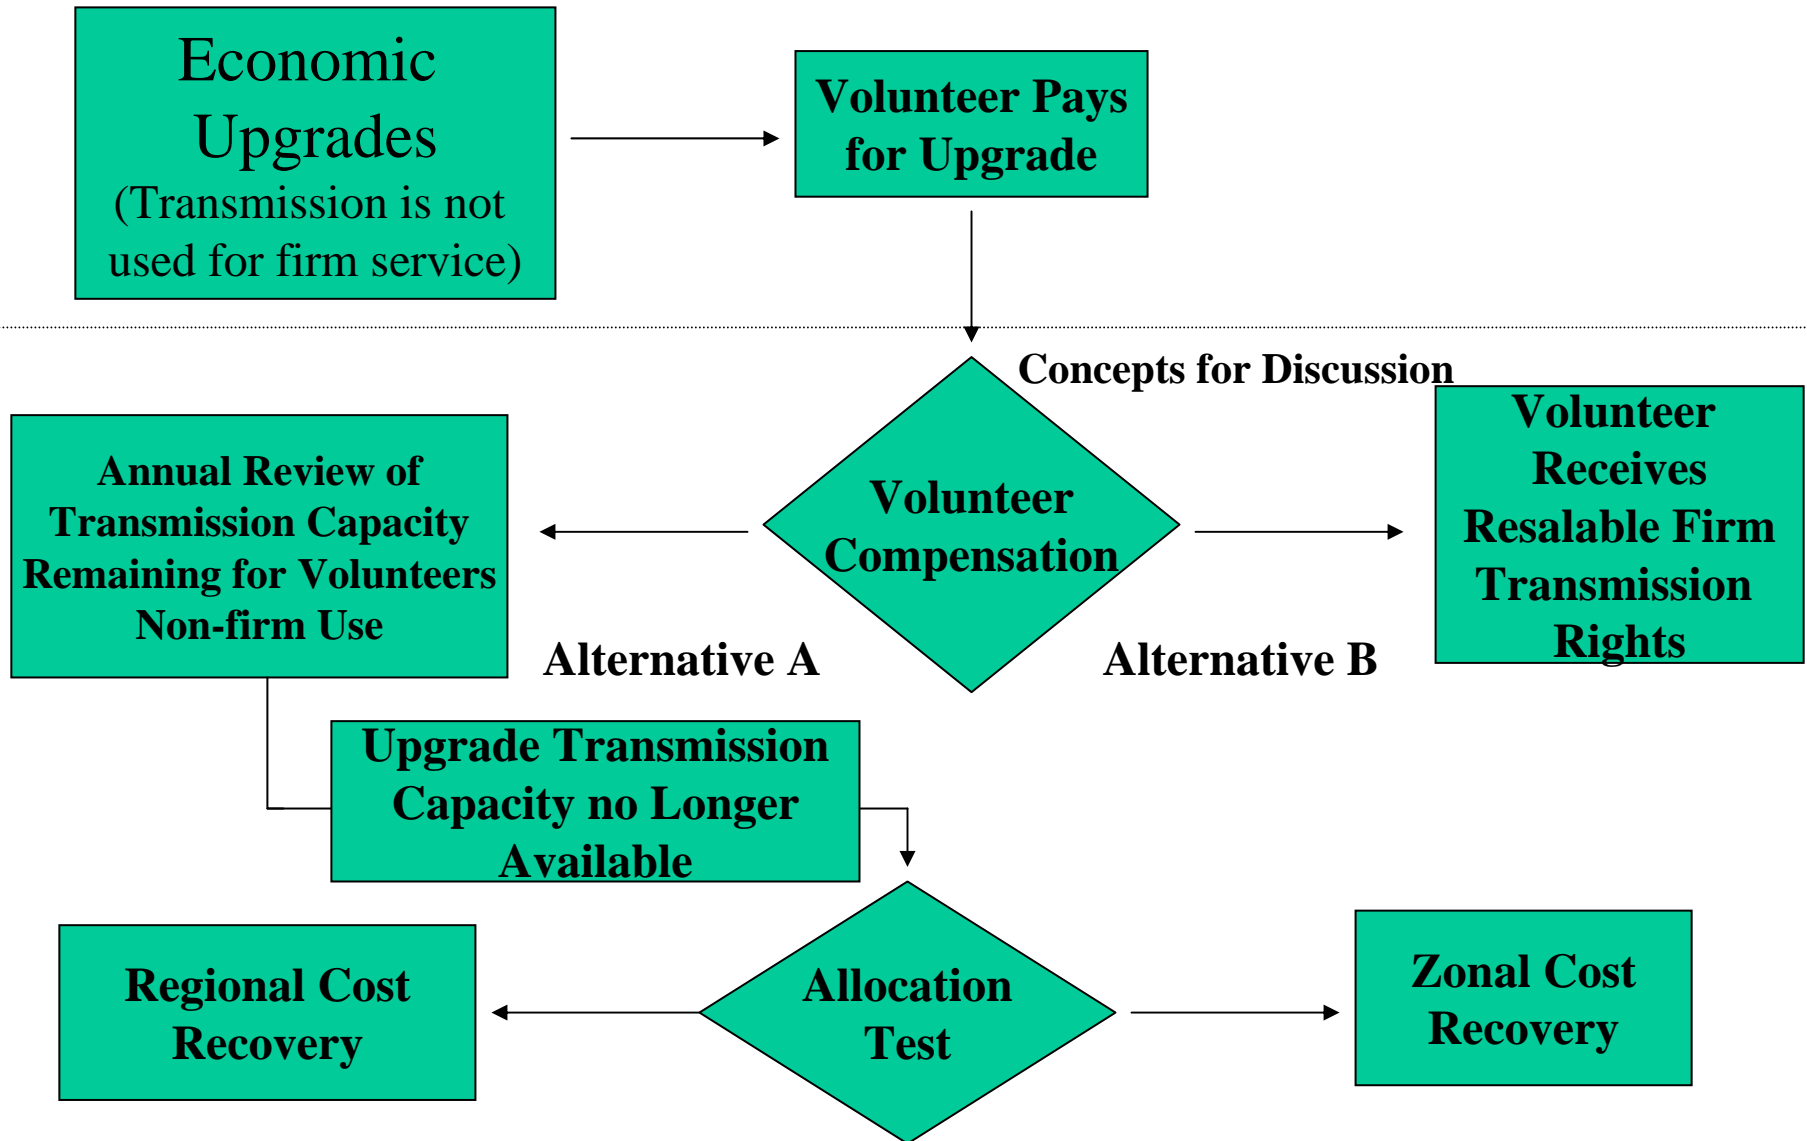 Economic
Upgrades
(Transmission is not
used for firm service)
Volunteer Pays
for Upgrade
Concepts for Discussion
Annual Review of
Transmission Capacity
Remaining for Volunteers
Non-firm Use
Volunteer
Compensation
Volunteer
Receives
Resalable Firm
Transmission
Rights
Alternative A
Alternative B
Upgrade Transmission
Capacity no Longer
Available
Regional Cost
Recovery
Allocation
Test
Zonal Cost
Recovery